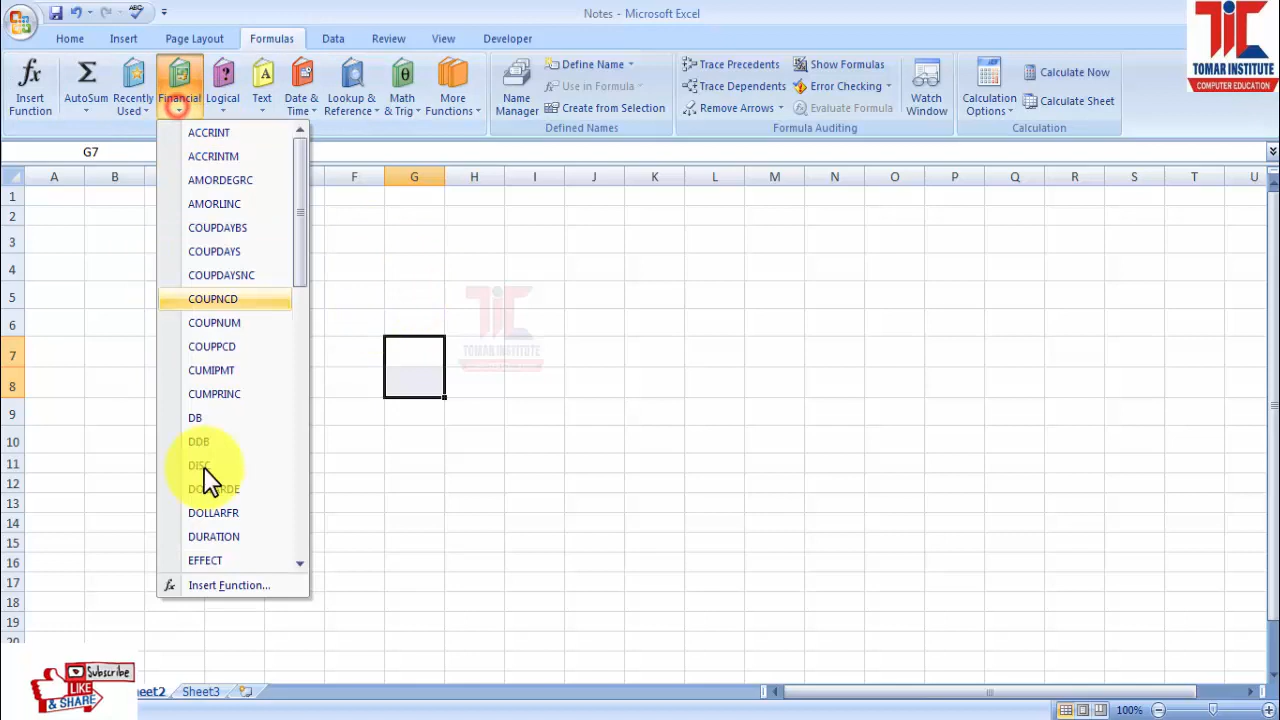 Notes - Microsoft Excel
TOMAR INSTITUTE
COMPUTER EDUCATION
Home Insert Page Layout Formulas Data Review View Developer
Insert Function
AutoSum
Recently Used
Financial
Logical
Text
Date & Time
Lookup & Reference
Math & Trig
More Functions
Name Manager
Define Name
Use in Formula
Create from Selection
Defined Names
Trace Precedents
Trace Dependents
Remove Arrows
Show Formulas
Error Checking
Evaluate Formula
Formula Auditing
Watch Window
Calculation Options
Calculate Now
Calculate Sheet
Calculation
G7
A B F G H I J K L M N O P Q R S T U
1
2
3
4
5
6
7
8
9
10
11
12
13
14
15
16
17
18
19
20
ACCRINT
ACCRINTM
AMORDEGRC
AMORLINC
COUPDAYBS
COUPDAYS
COUPDAYSNC
COUPNCD
COUPNUM
COUPPCD
CUMIPMT
CUMPRINC
DB
DDB
DISC
DOLLARFR
DURATION
EFFECT
fx Insert Function...
TOMAR INSTITUTE
Subscribe
LIKE
& SHARE
Sheet3
100%